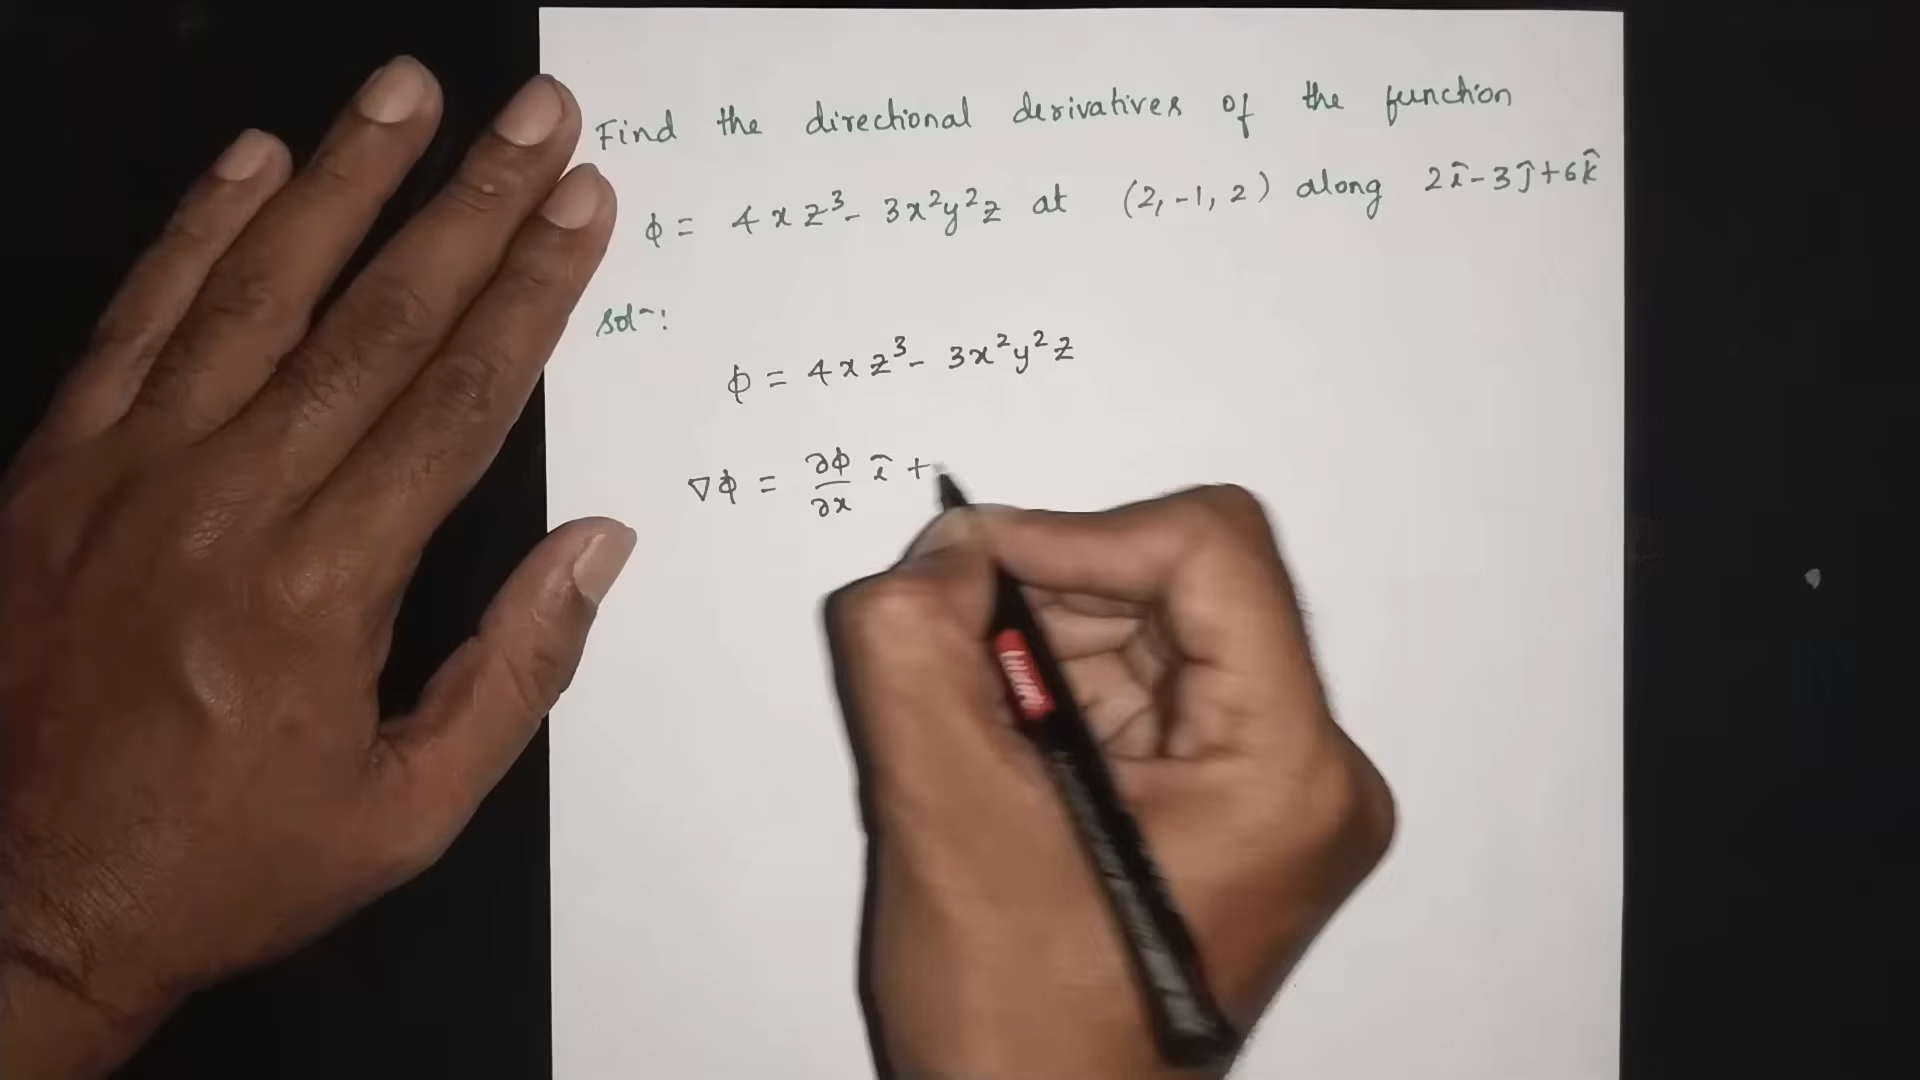 Find the directional derivatives of the function
ϕ = 4xz³ - 3x²y²z at (2, -1, 2) along 2î-3ĵ+6k̂
solⁿ:
ϕ = 4xz³ - 3x²y²z
∇ϕ = ∂ϕ/∂x î +